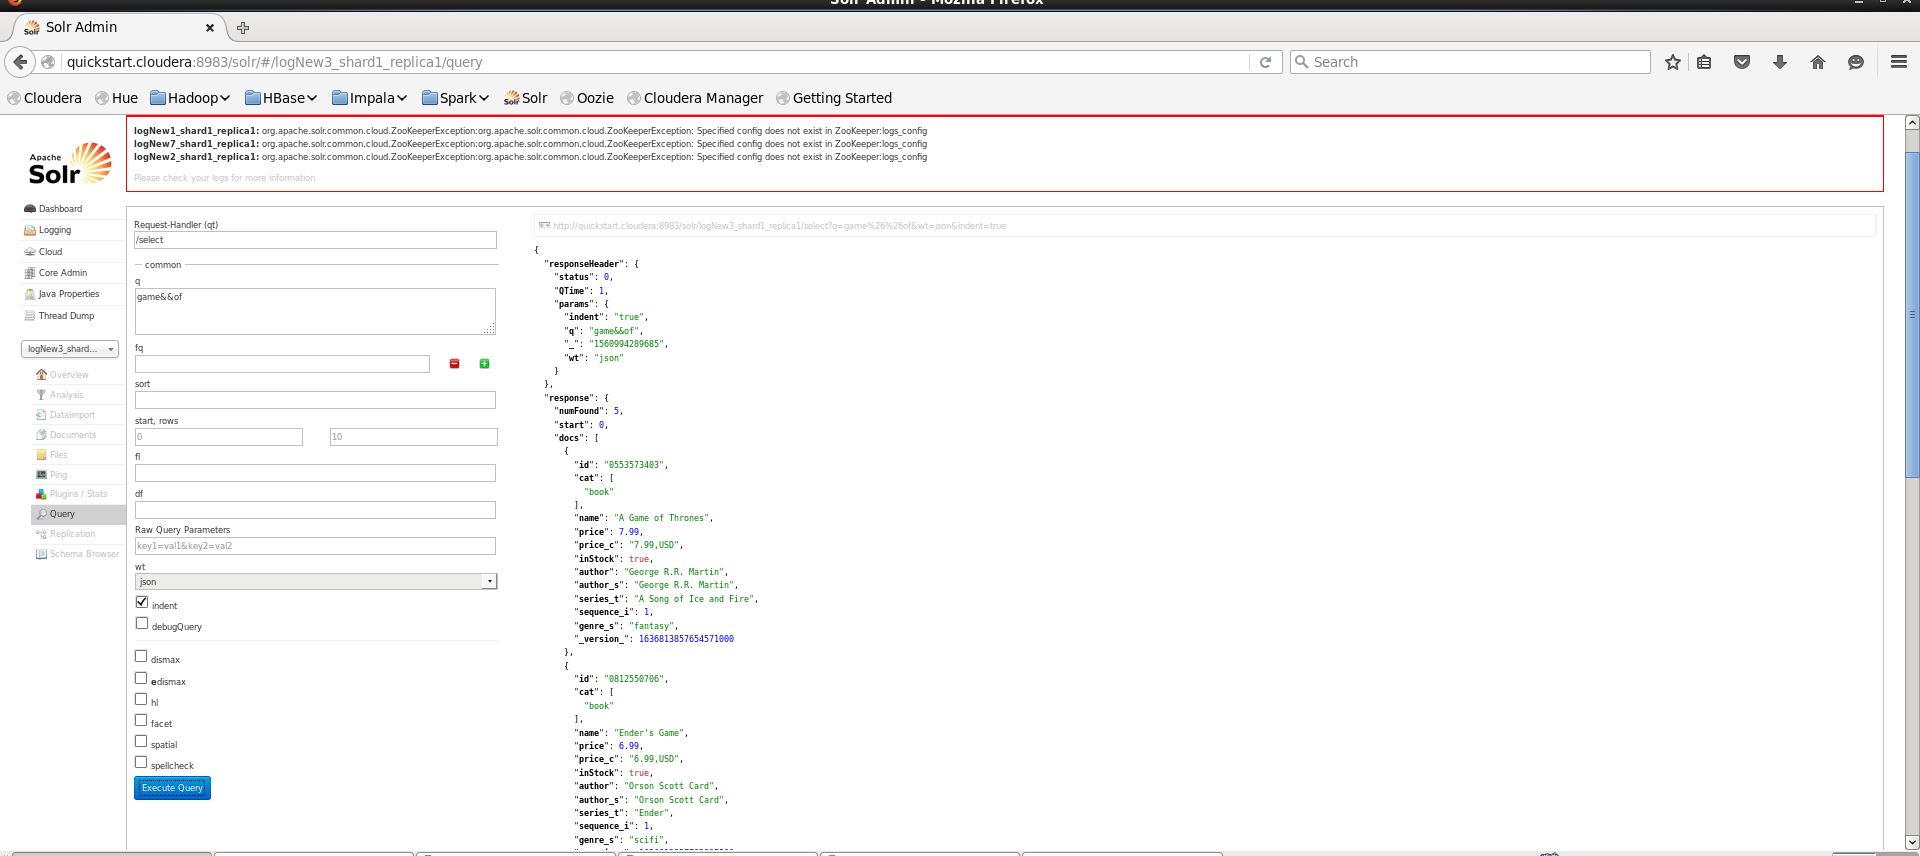 Solr Admin - Mozilla Firefox
Solr Admin
quickstart.cloudera:8983/solr/#/logNew3_shard1_replica1/query
Search
Cloudera Hue Hadoop HBase Impala Spark Solr Oozie Cloudera Manager Getting Started
logNew1_shard1_replica1: org.apache.solr.common.cloud.ZooKeeperException:org.apache.solr.common.cloud.ZooKeeperException: Specified config does not exist in ZooKeeper:logs_config
logNew7_shard1_replica1: org.apache.solr.common.cloud.ZooKeeperException:org.apache.solr.common.cloud.ZooKeeperException: Specified config does not exist in ZooKeeper:logs_config
logNew2_shard1_replica1: org.apache.solr.common.cloud.ZooKeeperException:org.apache.solr.common.cloud.ZooKeeperException: Specified config does not exist in ZooKeeper:logs_config
Please check your logs for more information
Apache
Solr
Dashboard
Logging
Cloud
Core Admin
Java Properties
Thread Dump
logNew3_shard...
Overview
Analysis
Dataimport
Documents
Files
Ping
Plugins / Stats
Query
Replication
Schema Browser
Request-Handler (qt)
/select
common
q
game&&of
fq
sort
start, rows
0 10
fl
df
Raw Query Parameters
key1=val1&key2=val2
wt
json
indent
debugQuery
dismax
edismax
hl
facet
spatial
spellcheck
Execute Query
http://quickstart.cloudera:8983/solr/logNew3_shard1_replica1/select?q=game%26%26of&wt=json&indent=true
{
"responseHeader": {
"status": 0,
"QTime": 1,
"params": {
"indent": "true",
"q": "game&&of",
"_": "1560994289685",
"wt": "json"
}
},
"response": {
"numFound": 5,
"start": 0,
"docs": [
{
"id": "0553573403",
"cat": [
"book"
],
"name": "A Game of Thrones",
"price": 7.99,
"price_c": "7.99,USD",
"inStock": true,
"author": "George R.R. Martin",
"author_s": "George R.R. Martin",
"series_t": "A Song of Ice and Fire",
"sequence_i": 1,
"genre_s": "fantasy",
"_version_": 1636813857654571000
},
{
"id": "0812550706",
"cat": [
"book"
],
"name": "Ender's Game",
"price": 6.99,
"price_c": "6.99,USD",
"inStock": true,
"author": "Orson Scott Card",
"author_s": "Orson Scott Card",
"series_t": "Ender",
"sequence_i": 1,
"genre_s": "scifi",